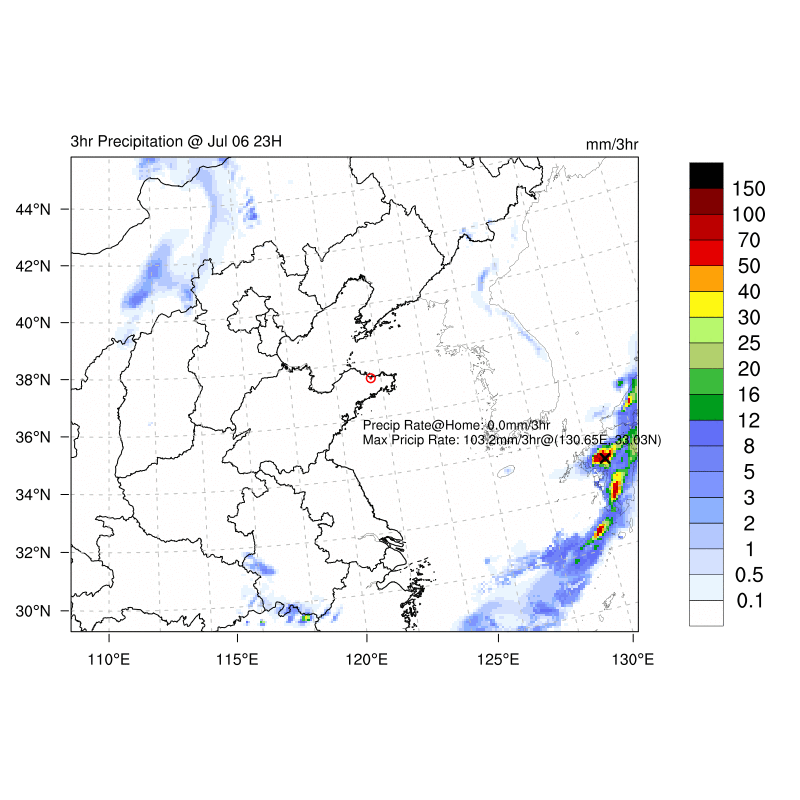 3hr Precipitation @ Jul 06 23H
mm/3hr
44°N
42°N
40°N
38°N
36°N
34°N
32°N
30°N
110°E
115°E
120°E
125°E
130°E
Precip Rate@Home: 0.0mm/3hr
Max Pricip Rate: 103.2mm/3hr@(130.65E, 33.03N)
150
100
70
50
40
30
25
20
16
12
8
5
3
2
1
0.5
0.1